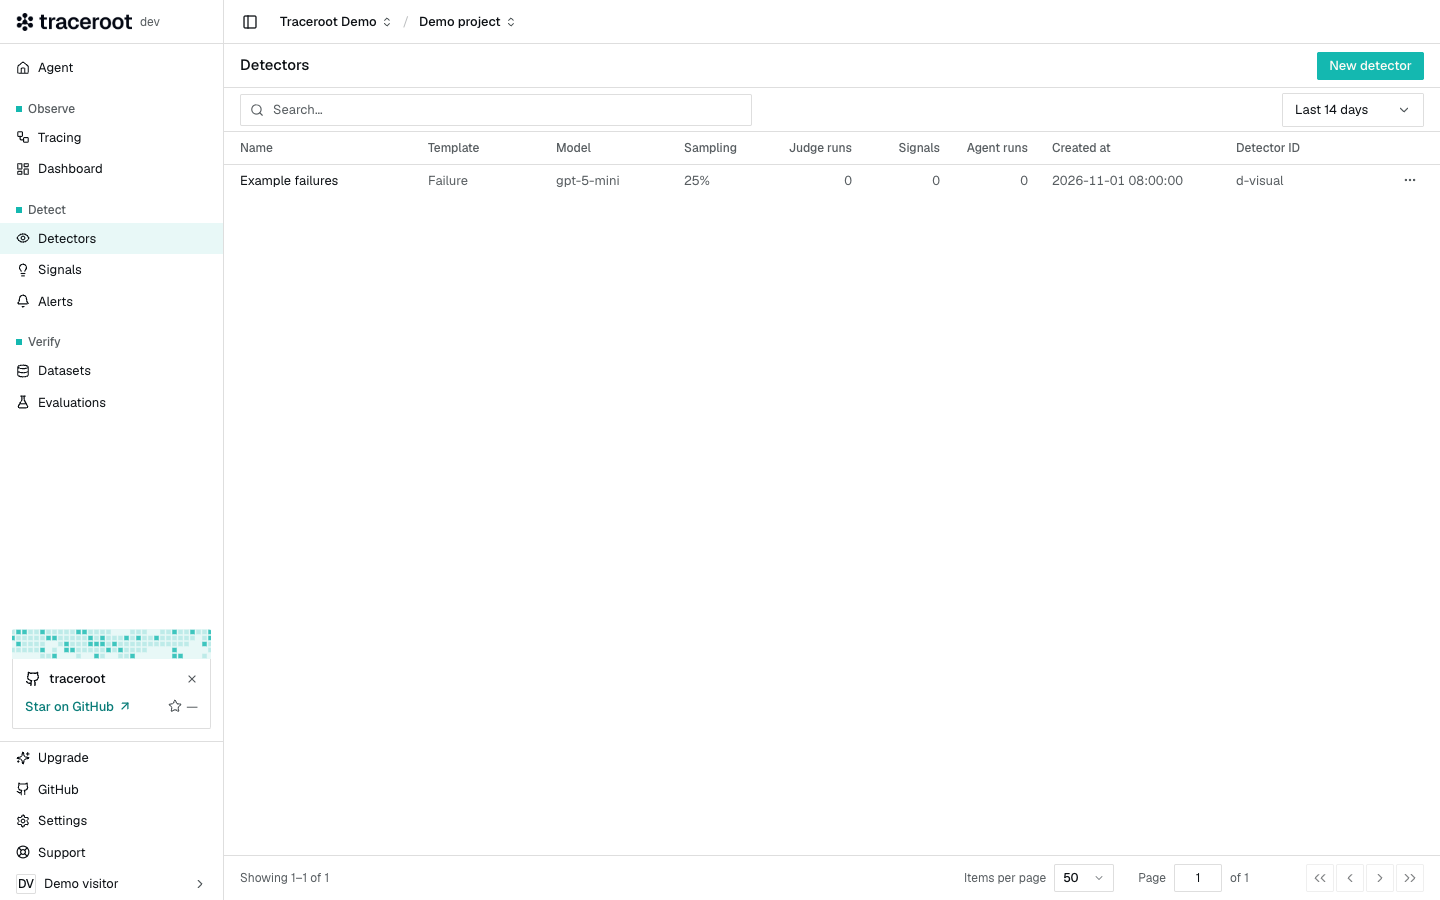 traceroot dev
Traceroot Demo / Demo project
Agent
Observe
Tracing
Dashboard
Detect
Detectors
Signals
Alerts
Verify
Datasets
Evaluations
traceroot
Star on GitHub —
Upgrade
GitHub
Settings
Support
DV Demo visitor
Detectors
New detector
Search...
Last 14 days
Name Template Model Sampling Judge runs Signals Agent runs Created at Detector ID
Example failures Failure gpt-5-mini 25% 0 0 0 2026-11-01 08:00:00 d-visual
Showing 1–1 of 1
Items per page 50 Page 1 of 1